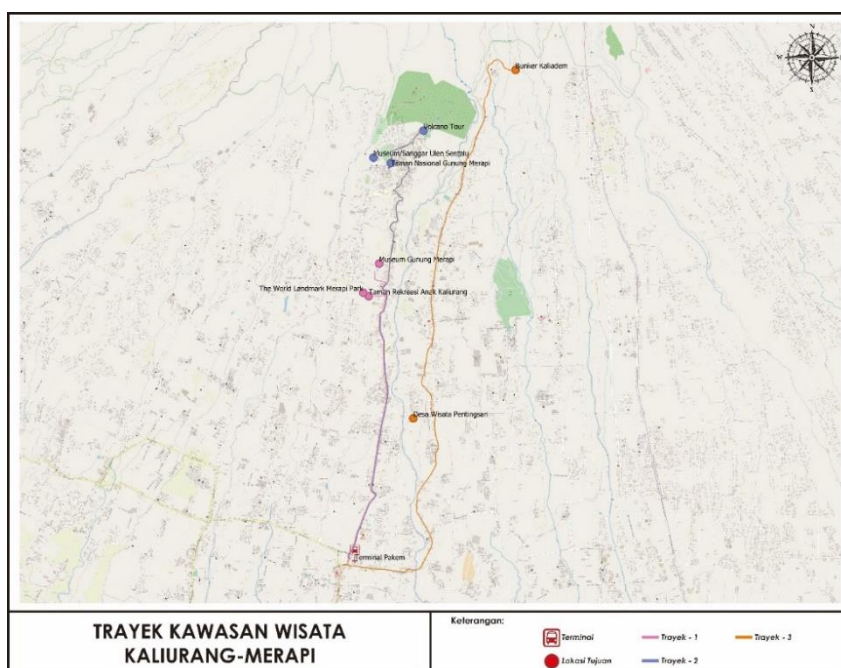 N
W
E
S
Bunker Kaliadem
Volcano Tour
Museum/Sanggar Ulen Sentalu
Taman Nasional Gunung Merapi
Museum Gunung Merapi
The World Landmark Merapi Park
Taman Rekreasi Anak Kaliurang
Desa Wisata Pentingsari
Terminal Pakem
TRAYEK KAWASAN WISATA
KALIURANG-MERAPI
Keterangan:
Terminal
Trayek - 1
Trayek - 3
Lokasi Tujuan
Trayek - 2